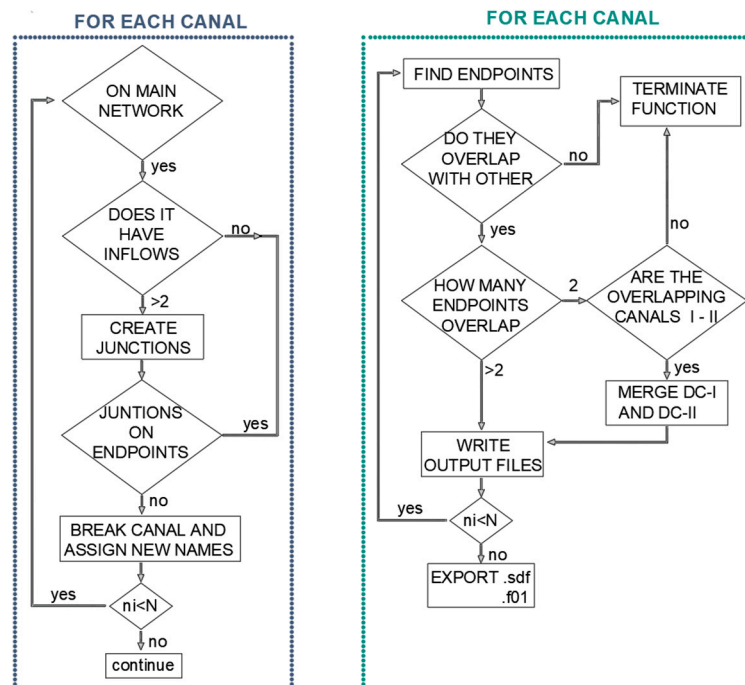 FOR EACH CANAL
ON MAIN
NETWORK
yes
DOES IT
HAVE
INFLOWS
no
>2
CREATE
JUNCTIONS
JUNTIONS
ON
ENDPOINTS
yes
no
BREAK CANAL AND
ASSIGN NEW NAMES
yes
ni<N
no
continue
FOR EACH CANAL
FIND ENDPOINTS
TERMINATE
FUNCTION
DO THEY
OVERLAP
WITH OTHER
no
yes
no
HOW MANY
ENDPOINTS
OVERLAP
2
ARE THE
OVERLAPPING
CANALS I - II
>2
yes
MERGE DC-I
AND DC-II
WRITE
OUTPUT FILES
yes
ni<N
no
EXPORT .sdf
.f01